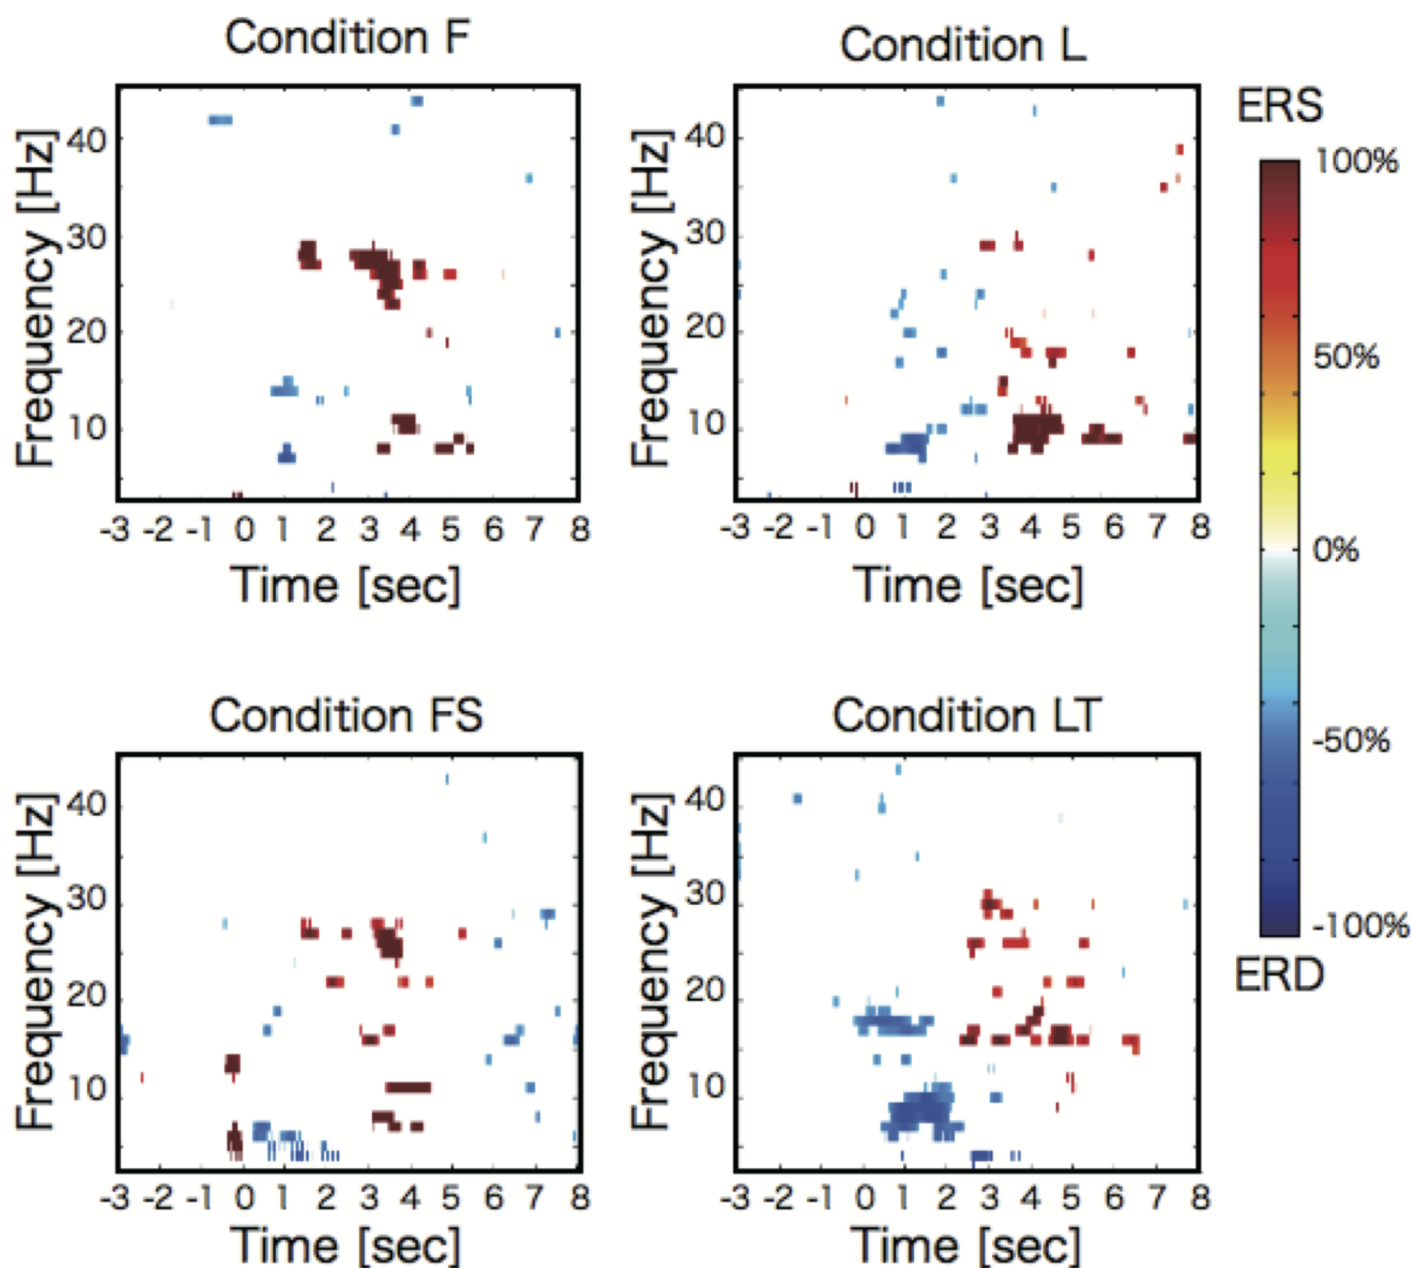 Condition F
Frequency [Hz]
40
30
20
10
-3 -2 -1 0 1 2 3 4 5 6 7 8
Time [sec]
Condition L
Frequency [Hz]
40
30
20
10
-3 -2 -1 0 1 2 3 4 5 6 7 8
Time [sec]
ERS
100%
50%
0%
-50%
-100%
ERD
Condition FS
Frequency [Hz]
40
30
20
10
-3 -2 -1 0 1 2 3 4 5 6 7 8
Time [sec]
Condition LT
Frequency [Hz]
40
30
20
10
-3 -2 -1 0 1 2 3 4 5 6 7 8
Time [sec]